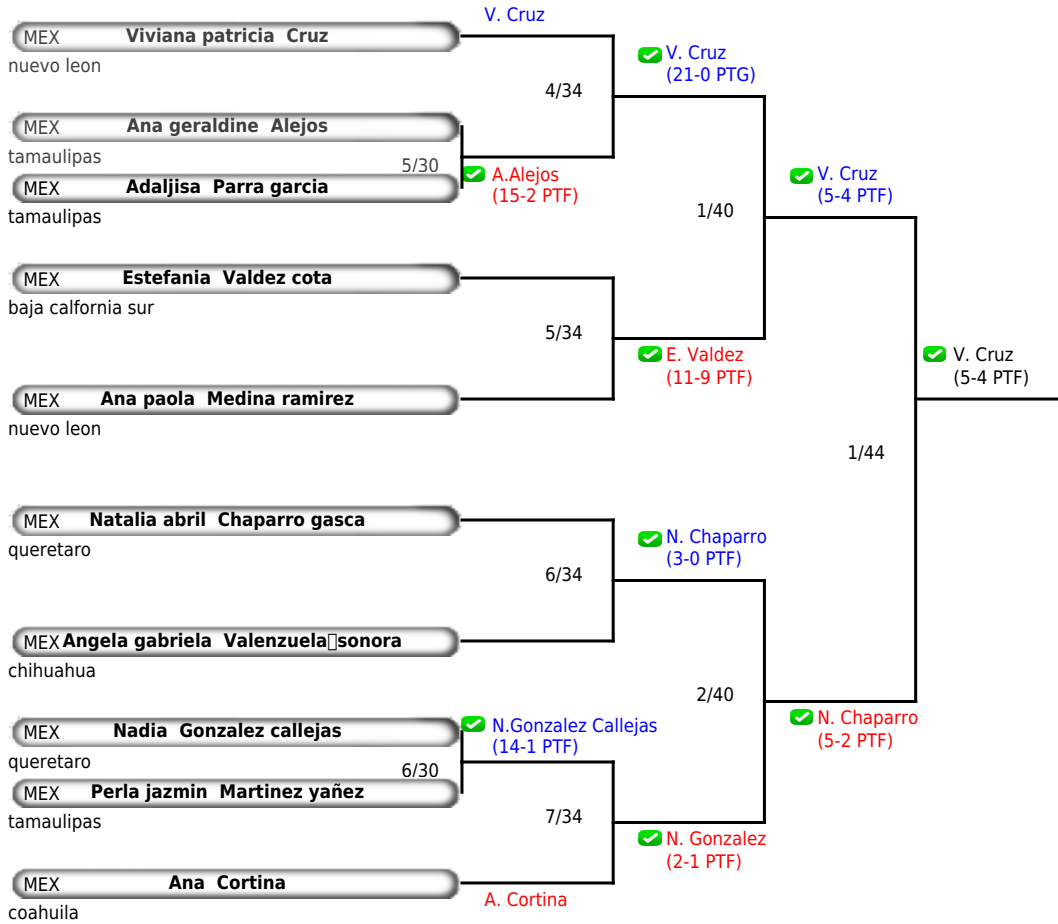 V. Cruz
MEX Viviana patricia Cruz
nuevo leon
V. Cruz
(21-0 PTG)
4/34
MEX Ana geraldine Alejos
tamaulipas
5/30
A.Alejos
(15-2 PTF)
MEX Adaljisa Parra garcia
tamaulipas
V. Cruz
(5-4 PTF)
1/40
MEX Estefania Valdez cota
baja calfornia sur
5/34
E. Valdez
(11-9 PTF)
V. Cruz
(5-4 PTF)
MEX Ana paola Medina ramirez
nuevo leon
1/44
MEX Natalia abril Chaparro gasca
queretaro
N. Chaparro
(3-0 PTF)
6/34
MEX Angela gabriela Valenzuela▯sonora
chihuahua
2/40
N. Chaparro
(5-2 PTF)
MEX Nadia Gonzalez callejas
queretaro
N.Gonzalez Callejas
(14-1 PTF)
6/30
MEX Perla jazmin Martinez yañez
tamaulipas
7/34
N. Gonzalez
(2-1 PTF)
MEX Ana Cortina
coahuila
A. Cortina